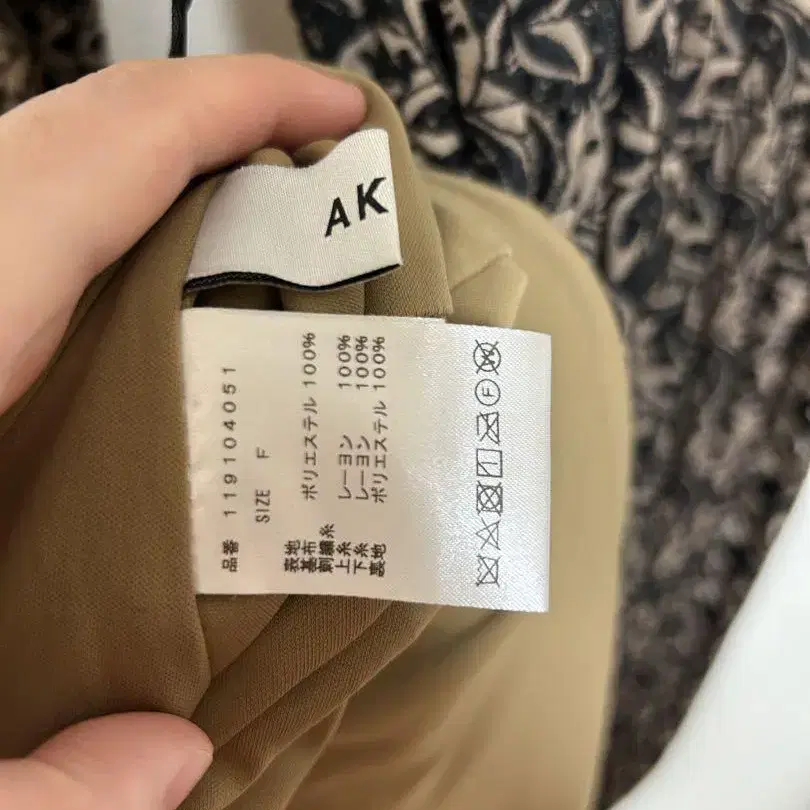 AK
品番 119104051
SIZE F
表地
基布 ポリエステル 100%
刺繍糸
上糸 レーヨン 100%
下糸 レーヨン 100%
裏地 ポリエステル 100%
F